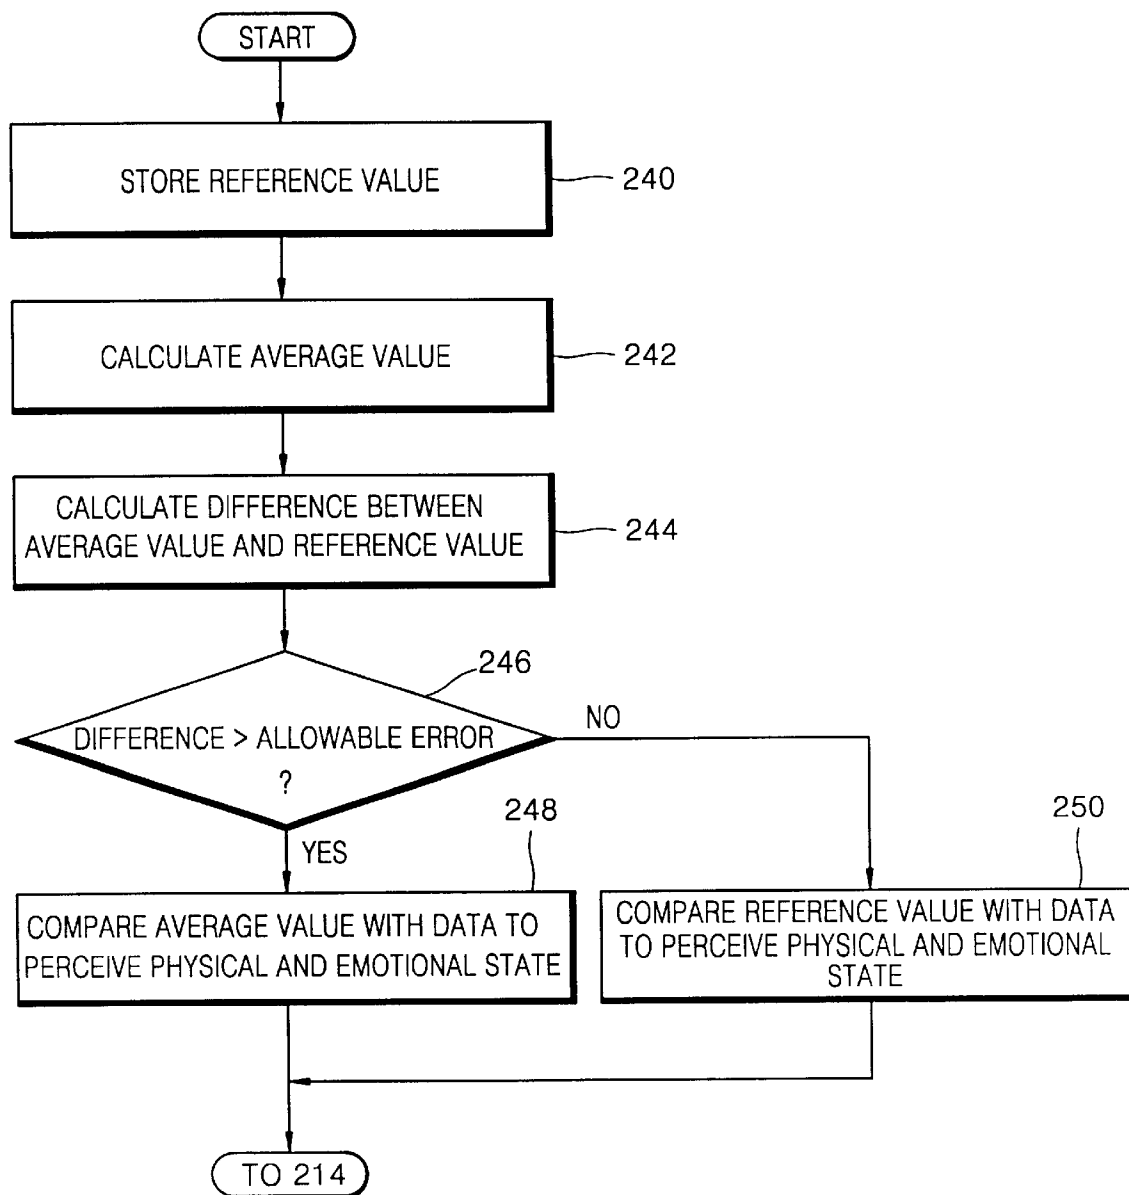 START
STORE REFERENCE VALUE
240
CALCULATE AVERAGE VALUE
242
CALCULATE DIFFERENCE BETWEEN
AVERAGE VALUE AND REFERENCE VALUE
244
246
DIFFERENCE > ALLOWABLE ERROR
?
NO
YES
248
250
COMPARE AVERAGE VALUE WITH DATA TO
PERCEIVE PHYSICAL AND EMOTIONAL STATE
COMPARE REFERENCE VALUE WITH DATA
TO PERCEIVE PHYSICAL AND EMOTIONAL
STATE
TO 214